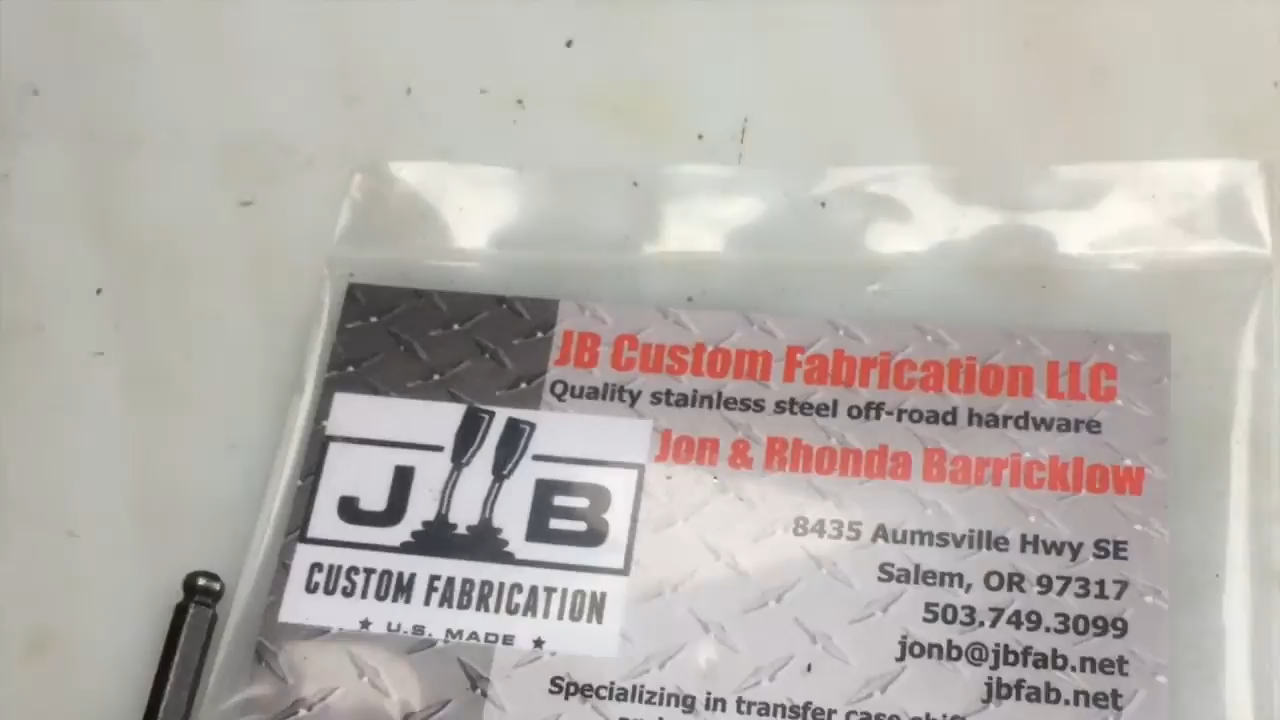 JB Custom Fabrication LLC
Quality stainless steel off-road hardware
Jon & Rhonda Barricklow
J B
CUSTOM FABRICATION
★ U.S. MADE ★
8435 Aumsville Hwy SE
Salem, OR 97317
503.749.3099
jonb@jbfab.net
jbfab.net
Specializing in transfer case